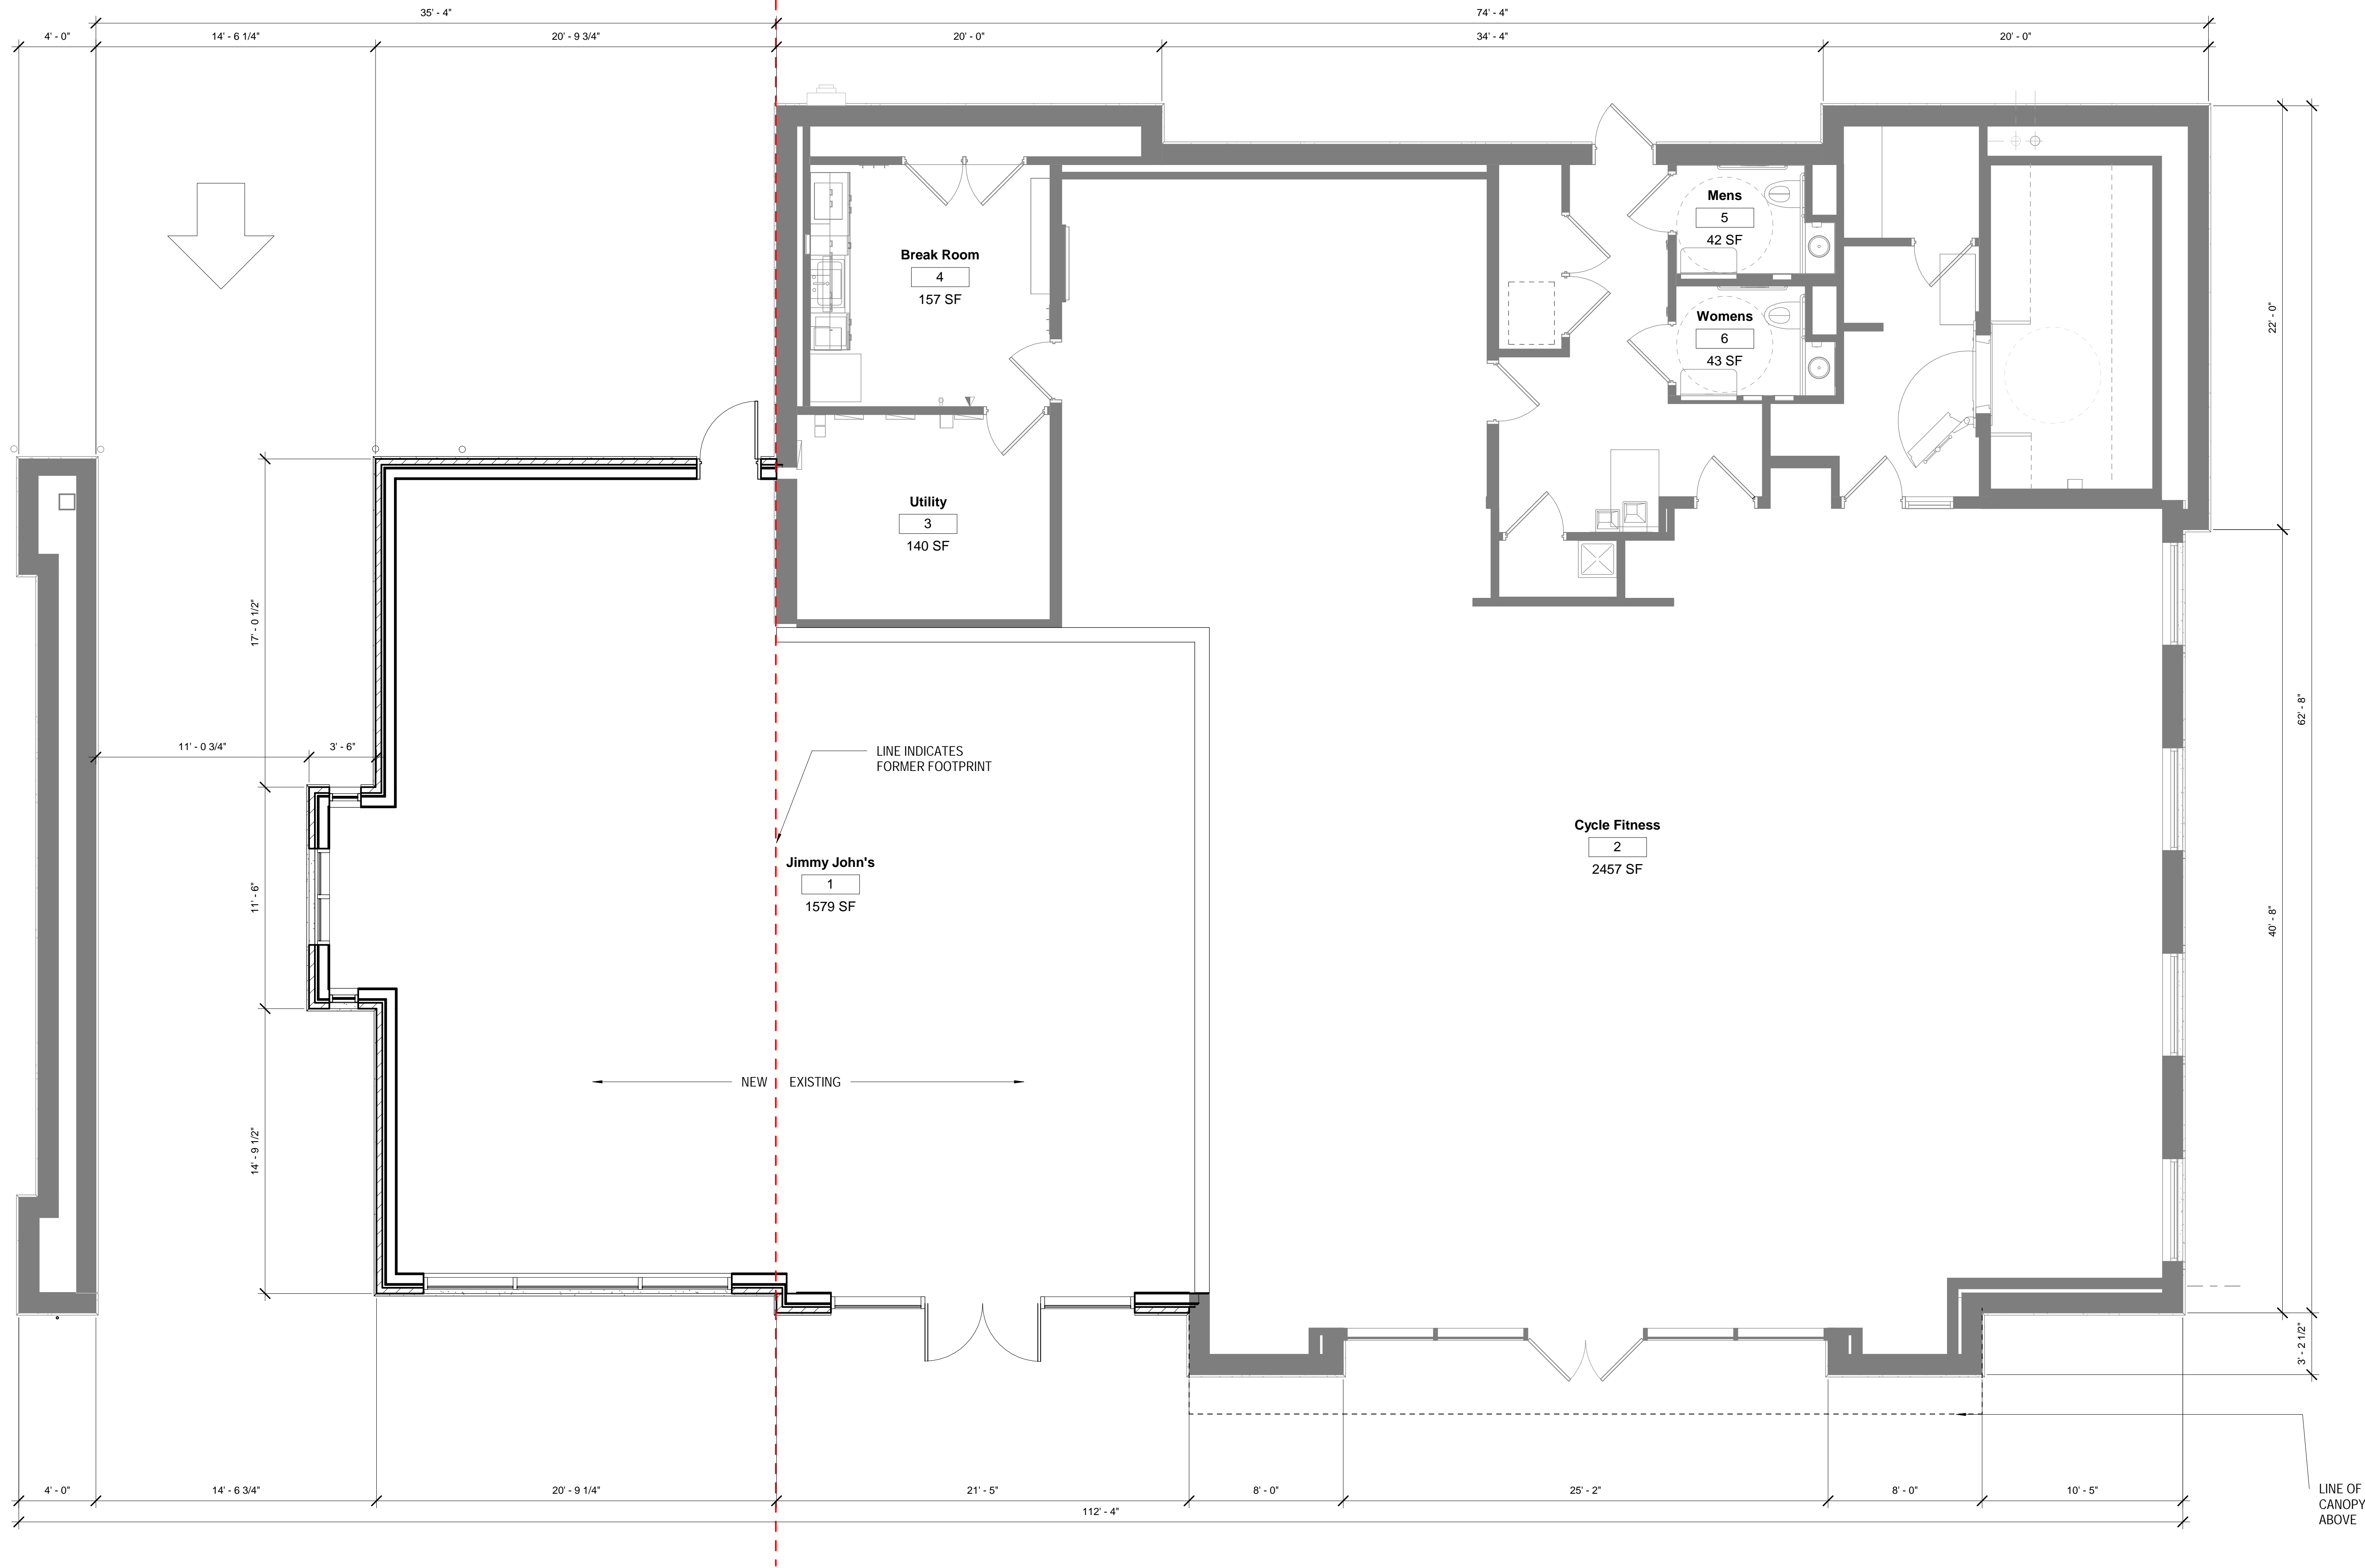 35' - 4"
74' - 4"
4' - 0"
14' - 6 1/4"
20' - 9 3/4"
20' - 0"
34' - 4"
20' - 0"
Mens
5
42 SF
Break Room
4
157 SF
Womens
6
43 SF
22' - 0"
Utility
3
140 SF
17' - 0 1/2"
62' - 8"
11' - 0 3/4"
3' - 6"
LINE INDICATES
FORMER FOOTPRINT
Cycle Fitness
2
2457 SF
Jimmy John's
1
1579 SF
11' - 6"
40' - 8"
NEW
EXISTING
14' - 9 1/2"
3' - 2 1/2"
4' - 0"
14' - 6 3/4"
20' - 9 1/4"
21' - 5"
8' - 0"
25' - 2"
8' - 0"
10' - 5"
112' - 4"
LINE OF
CANOPY
ABOVE